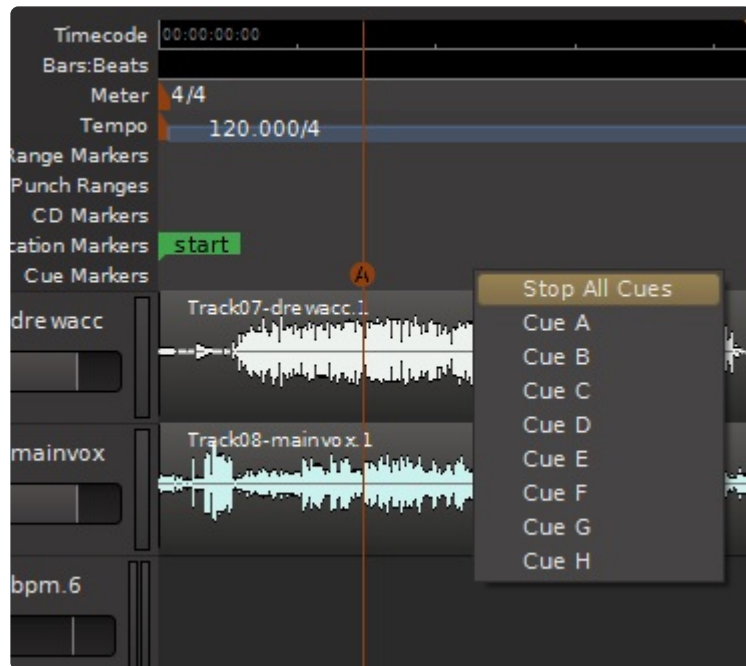 Timecode 00:00:00:00
Bars:Beats
Meter 4/4
Tempo 120.000/4
Range Markers
Punch Ranges
CD Markers
cation Markers start
Cue Markers A
Stop All Cues
Cue A
Cue B
Cue C
Cue D
Cue E
Cue F
Cue G
Cue H
drewacc Track07-drewacc.1
mainvox Track08-mainvox.1
bpm.6